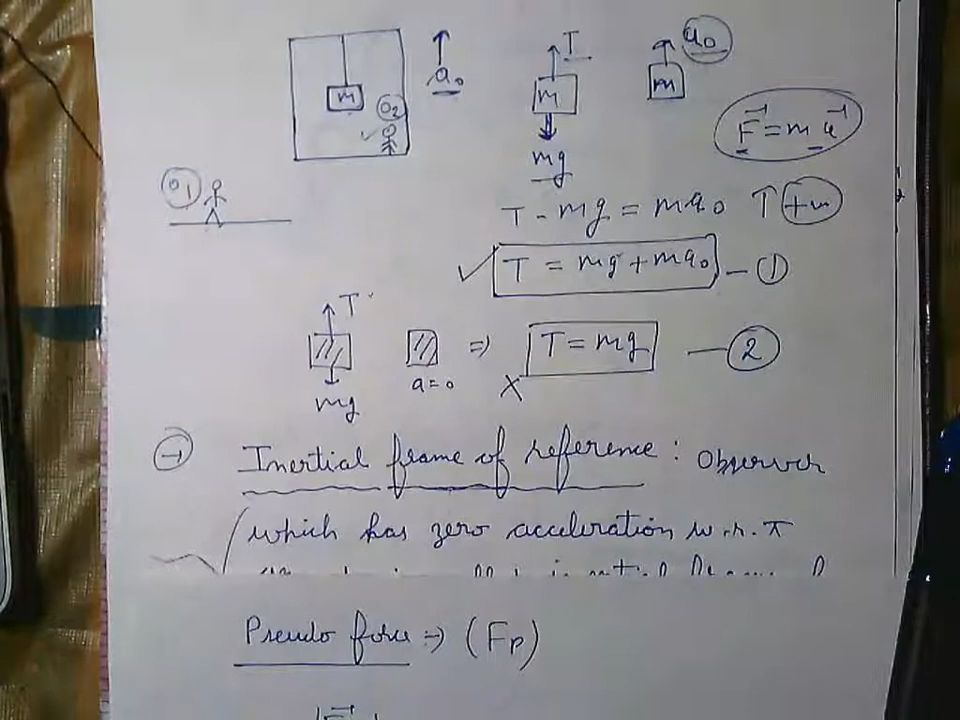 m O2 a₀ T m mg m a₀
F = ma
O1
T - mg = ma₀ ↑ +ve
✓ T = mg + ma₀ — ①
T mg a=0 ⇒ T = mg — ②
X
→ Inertial frame of reference : Observer
which has zero acceleration w.r.t
Pseudo force → (Fp)
F